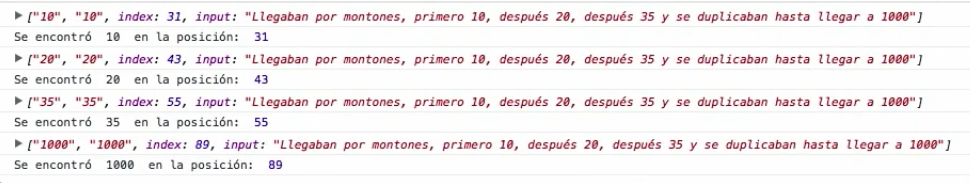 ▶ ["10", "10", index: 31, input: "Llegaban por montones, primero 10, después 20, después 35 y se duplicaban hasta llegar a 1000"]
Se encontró 10 en la posición: 31
▶ ["20", "20", index: 43, input: "Llegaban por montones, primero 10, después 20, después 35 y se duplicaban hasta llegar a 1000"]
Se encontró 20 en la posición: 43
▶ ["35", "35", index: 55, input: "Llegaban por montones, primero 10, después 20, después 35 y se duplicaban hasta llegar a 1000"]
Se encontró 35 en la posición: 55
▶ ["1000", "1000", index: 89, input: "Llegaban por montones, primero 10, después 20, después 35 y se duplicaban hasta llegar a 1000"]
Se encontró 1000 en la posición: 89